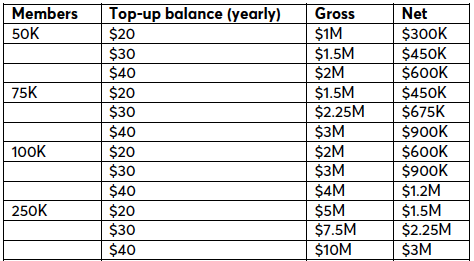 Members Top-up balance (yearly) Gross Net
50K $20 $1M $300K
$30 $1.5M $450K
$40 $2M $600K
75K $20 $1.5M $450K
$30 $2.25M $675K
$40 $3M $900K
100K $20 $2M $600K
$30 $3M $900K
$40 $4M $1.2M
250K $20 $5M $1.5M
$30 $7.5M $2.25M
$40 $10M $3M